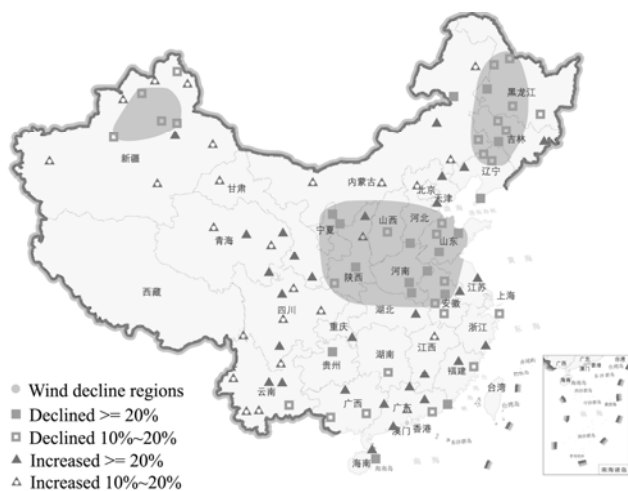 黑龙江
吉林
辽宁
新疆
内蒙古
北京
天津
甘肃
山西
河北
宁夏
山东
青海
陕西
河南
江苏
西藏
安徽
上海
四川
湖北
重庆
浙江
江西
湖南
贵州
福建
云南
台湾
广西
广东
澳门
香港
海南
Wind decline regions
Declined >= 20%
Declined 10%~20%
Increased >= 20%
Increased 10%~20%
南海诸岛